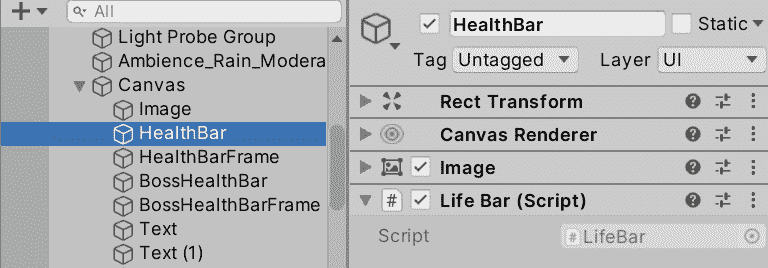 All
Light Probe Group
Ambience_Rain_Modera
Canvas
Image
HealthBar
HealthBarFrame
BossHealthBar
BossHealthBarFrame
Text
Text (1)
HealthBar
Static
Tag Untagged Layer UI
Rect Transform
Canvas Renderer
Image
# Life Bar (Script)
Script # LifeBar